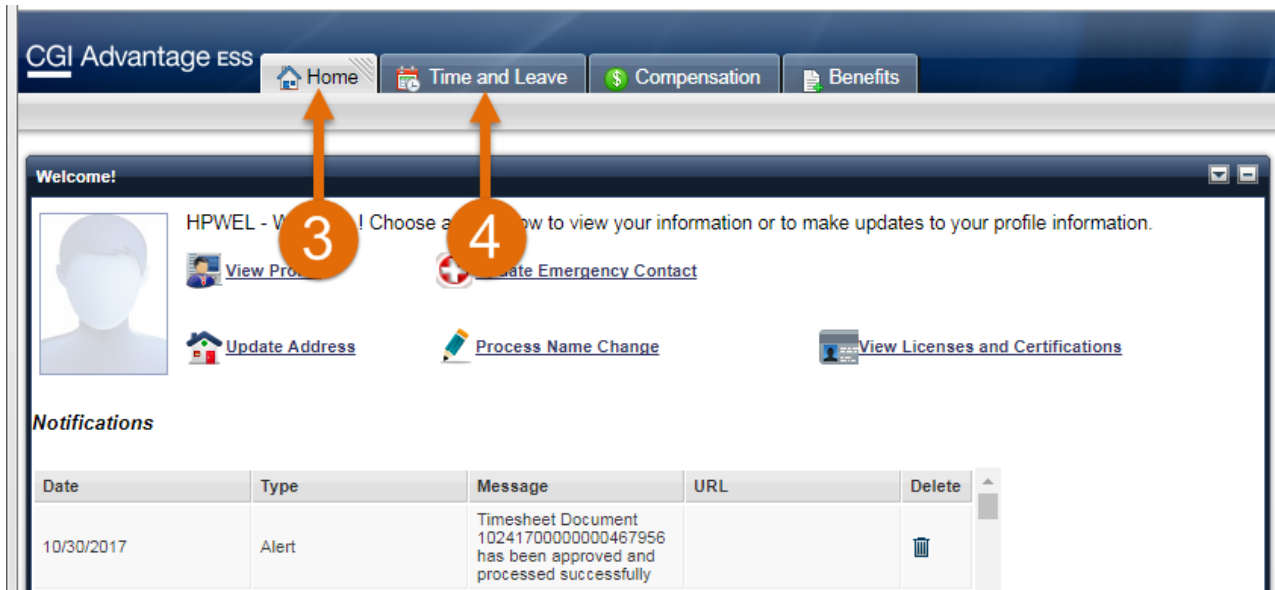 CGI Advantage ESS
Home
Time and Leave
Compensation
Benefits
Welcome!
HPWEL - W ! Choose a ow to view your information or to make updates to your profile information.
3
4
View Pro
date Emergency Contact
Update Address
Process Name Change
View Licenses and Certifications
Notifications
Date Type Message URL Delete
Timesheet Document
10241700000000467956
10/30/2017 Alert
has been approved and
processed successfully